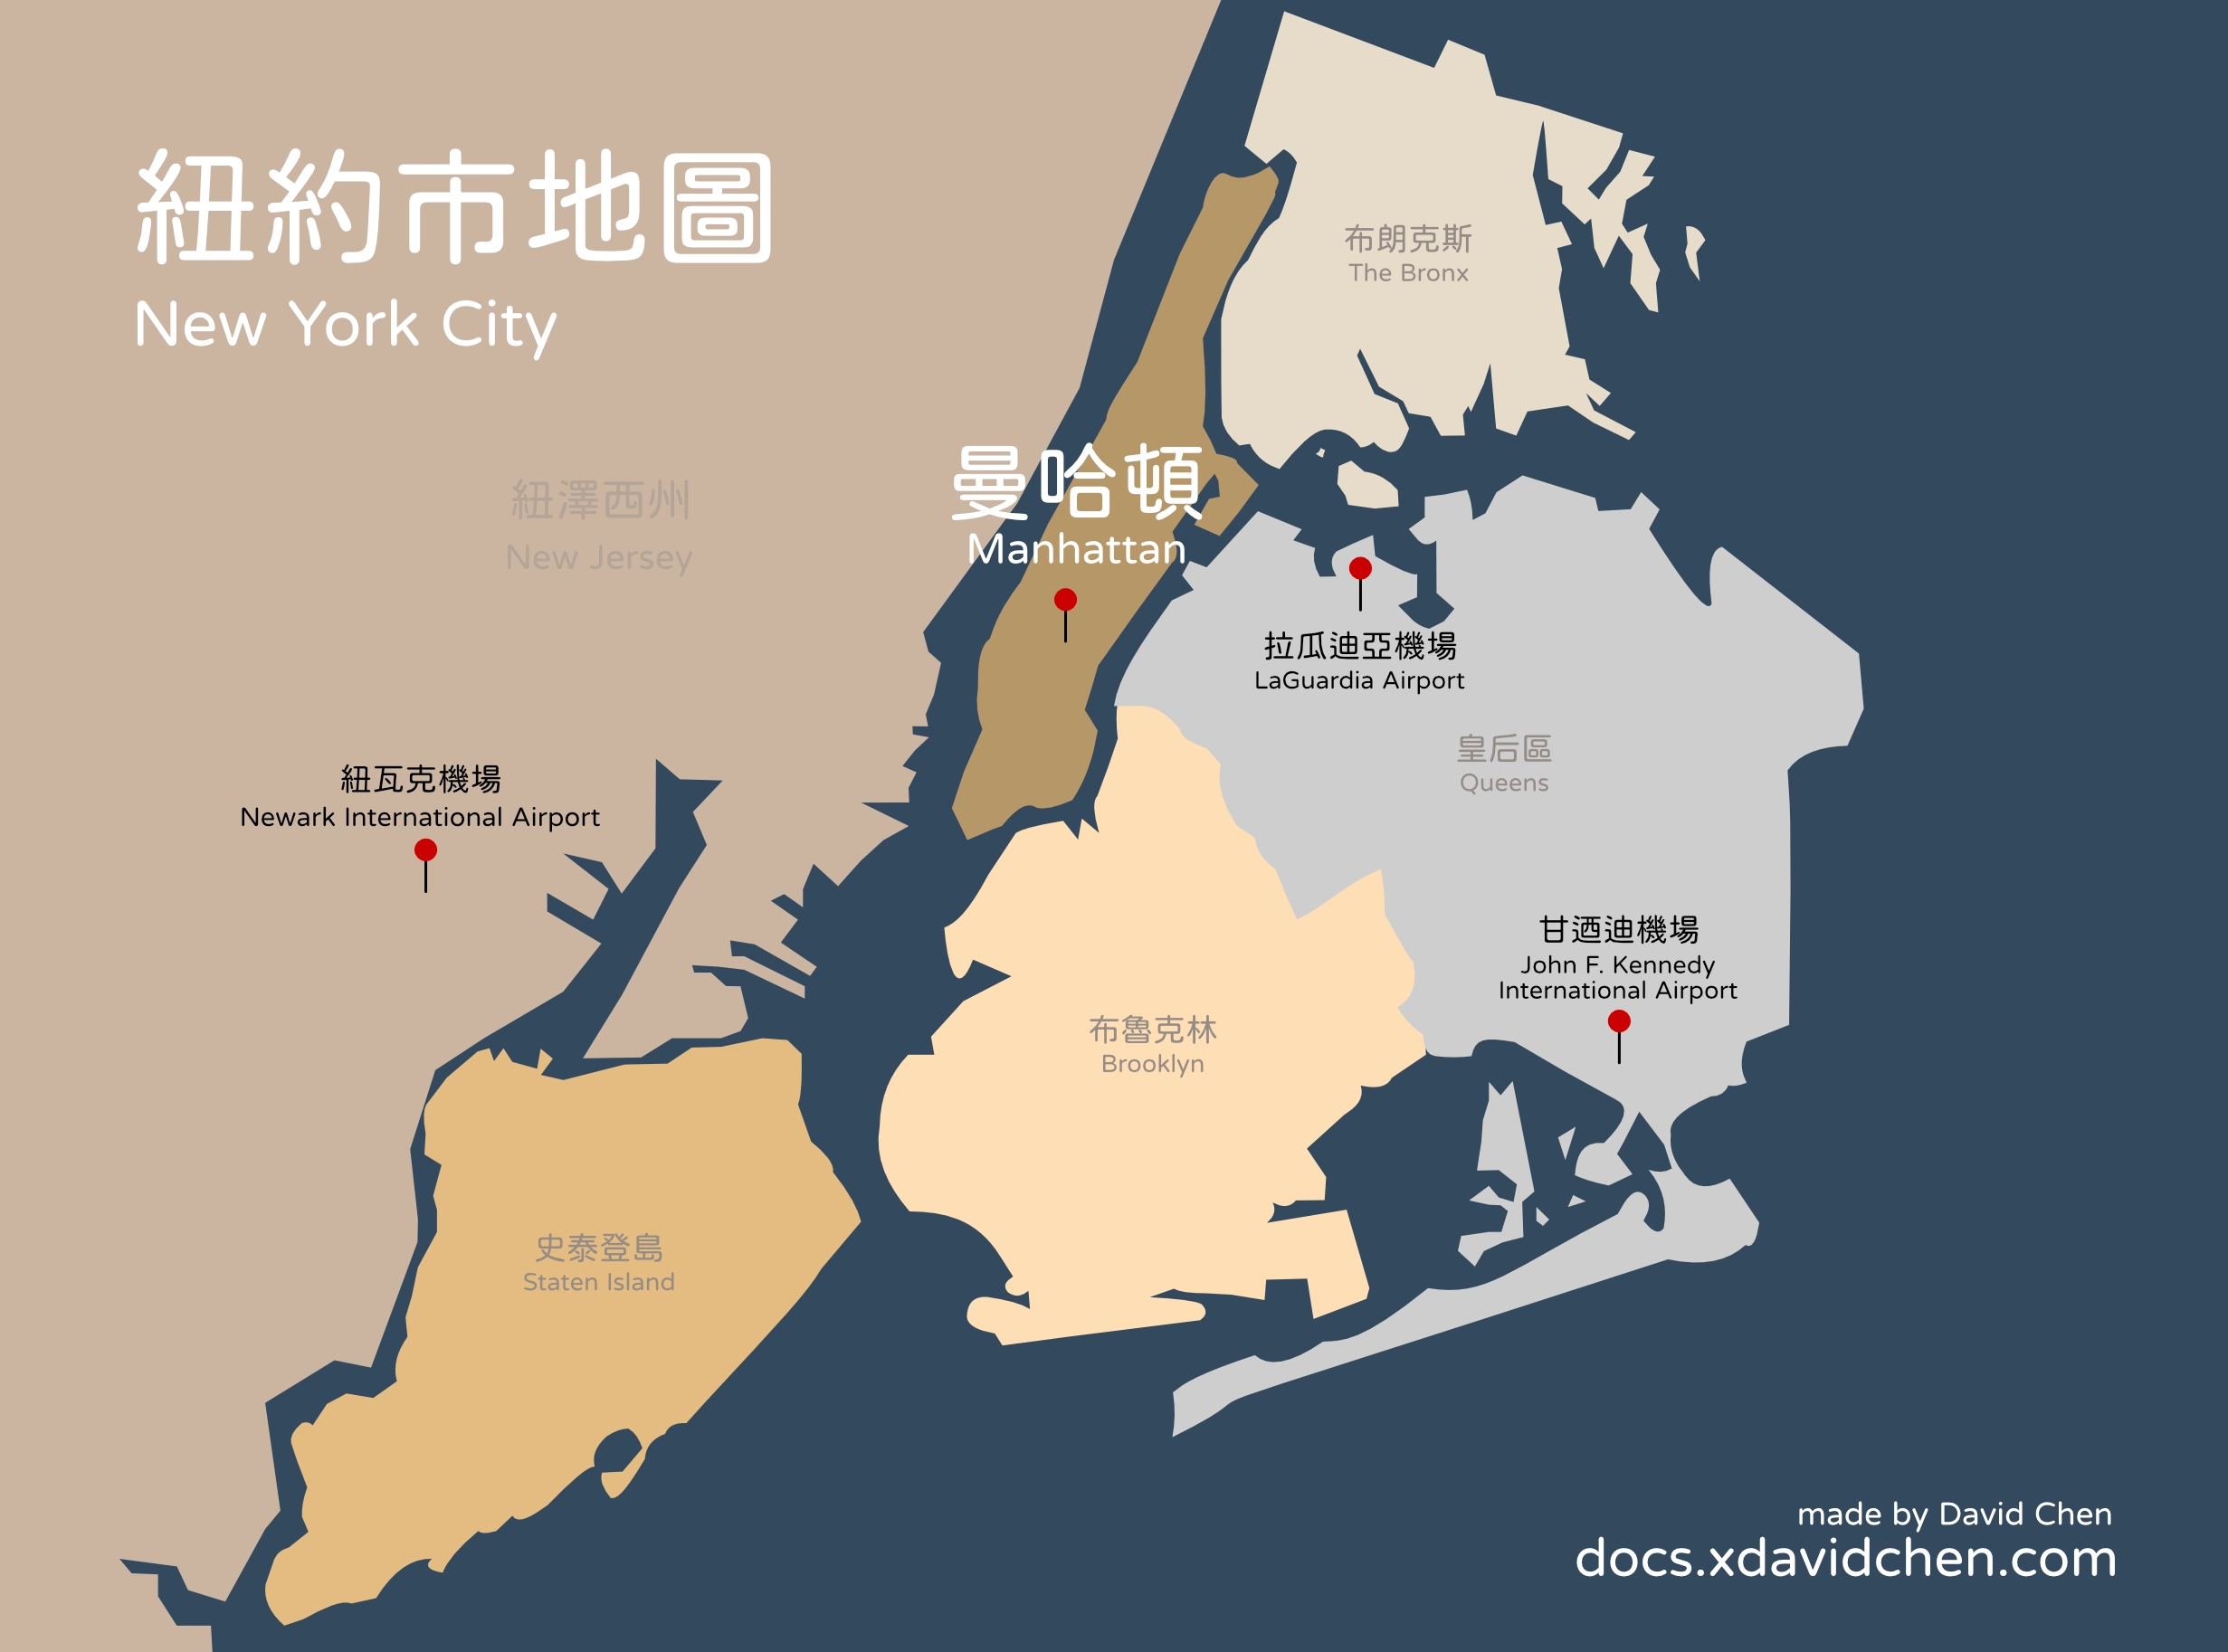 紐約市地圖
New York City
布朗克斯
The Bronx
曼哈頓
Manhattan
紐澤西州
New Jersey
拉瓜迪亞機場
LaGuardia Airport
皇后區
Queens
紐瓦克機場
Newark International Airport
甘迺迪機場
John F. Kennedy
International Airport
布魯克林
Brooklyn
史泰登島
Staten Island
made by David Chen
docs.xdavidchen.com